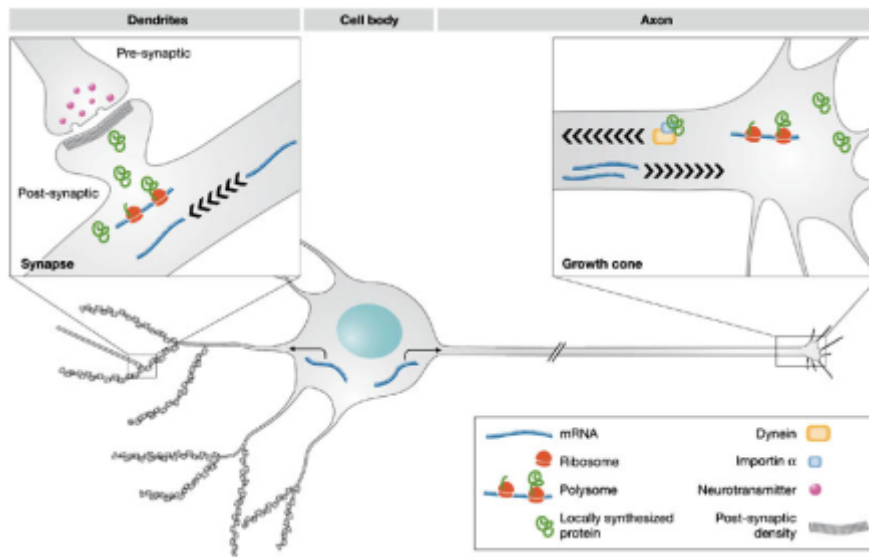 Dendrites
Cell body
Axon
Pre-synaptic
Post-synaptic
Synapse
Growth cone
mRNA
Ribosome
Polysome
Locally synthesized
protein
Dynein
Importin α
Neurotransmitter
Post-synaptic
density